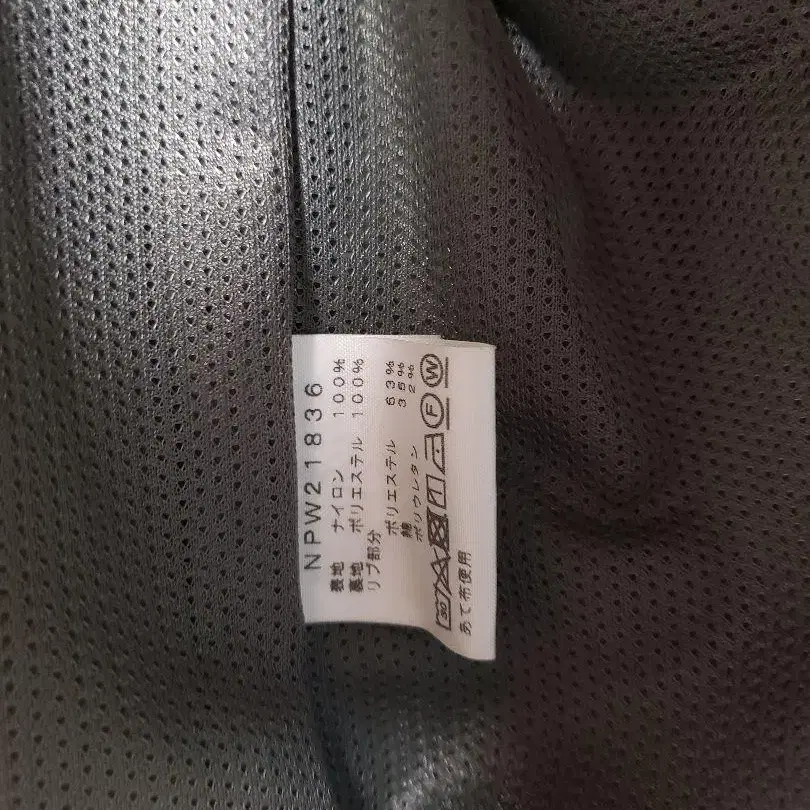 NPW21836
表地 ナイロン 100%
裏地 ポリエステル 100%
リブ部分
ポリエステル 63%
綿 35%
ポリウレタン 2%
30 F W
あて布使用